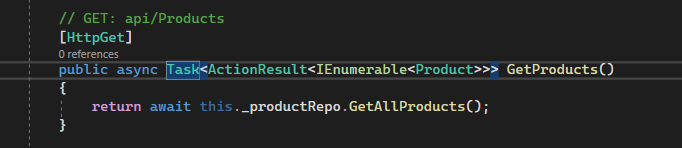 // GET: api/Products
[HttpGet]
0 references
public async Task<ActionResult<IEnumerable<Product>>> GetProducts()
{
return await this._productRepo.GetAllProducts();
}